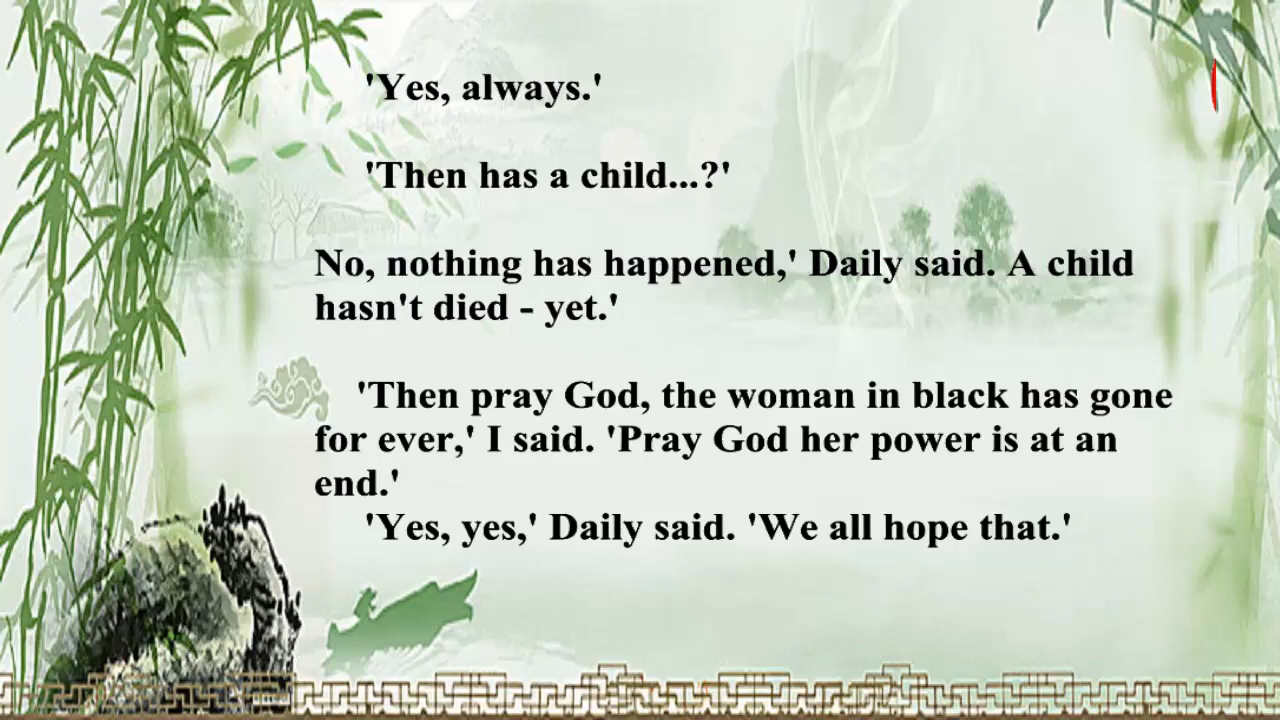 'Yes, always.'
'Then has a child...?'
No, nothing has happened,' Daily said. A child
hasn't died - yet.'
'Then pray God, the woman in black has gone
for ever,' I said. 'Pray God her power is at an
end.'
'Yes, yes,' Daily said. 'We all hope that.'